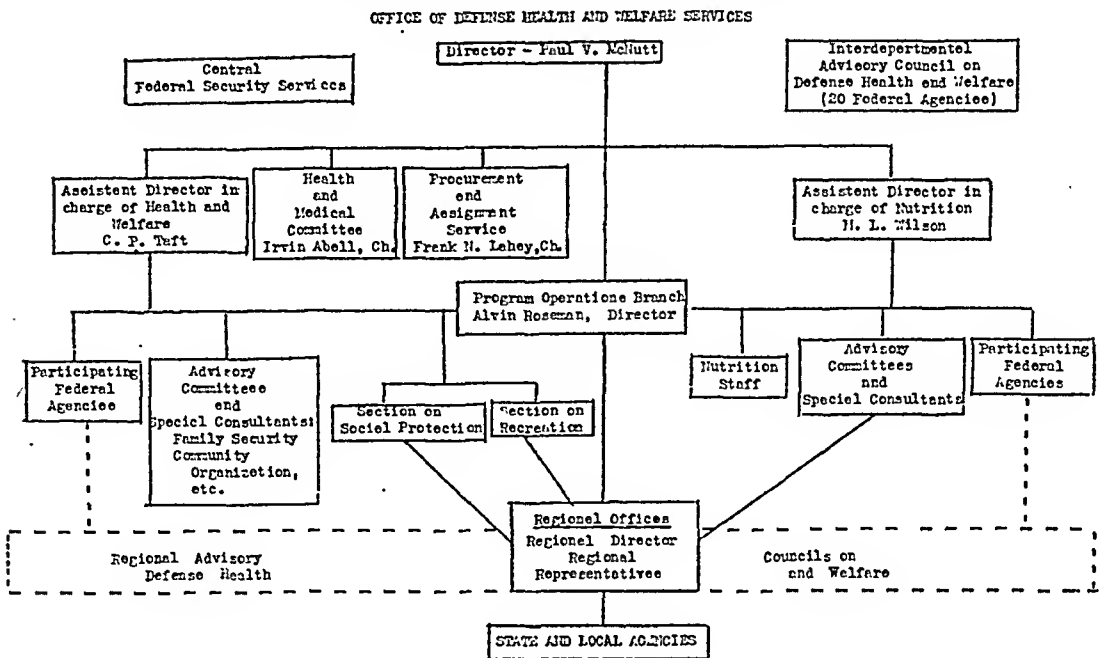 OFFICE OF DEFENSE HEALTH AND WELFARE SERVICES
Director - Paul V. McNutt
Central
Federal Security Services
Interdepartmental
Advisory Council on
Defense Health and Welfare
(20 Federal Agencies)
Assistent Director in
charge of Health and
Welfare
C. P. Taft
Health
and
Medical
Committee
Irvin Abell, Ch.
Procurement
and
Assignment
Service
Frank H. Lahey, Ch.
Assistent Director in
charge of Nutrition
M. L. Wilson
Program Operations Branch
Alvin Roseman, Director
Participating
Federal
Agencies
Advisory
Committees
and
Special Consultants:
Family Security
Community
Organization,
etc.
Section on
Social Protection
Section on
Recreation
Nutrition
Staff
Advisory
Committees
and
Special Consultants
Participating
Federal
Agencies
Regional Offices
Regional Director
Regional
Representatives
Regional Advisory
Defense Health
Councils on
and Welfare
STATE AND LOCAL AGENCIES